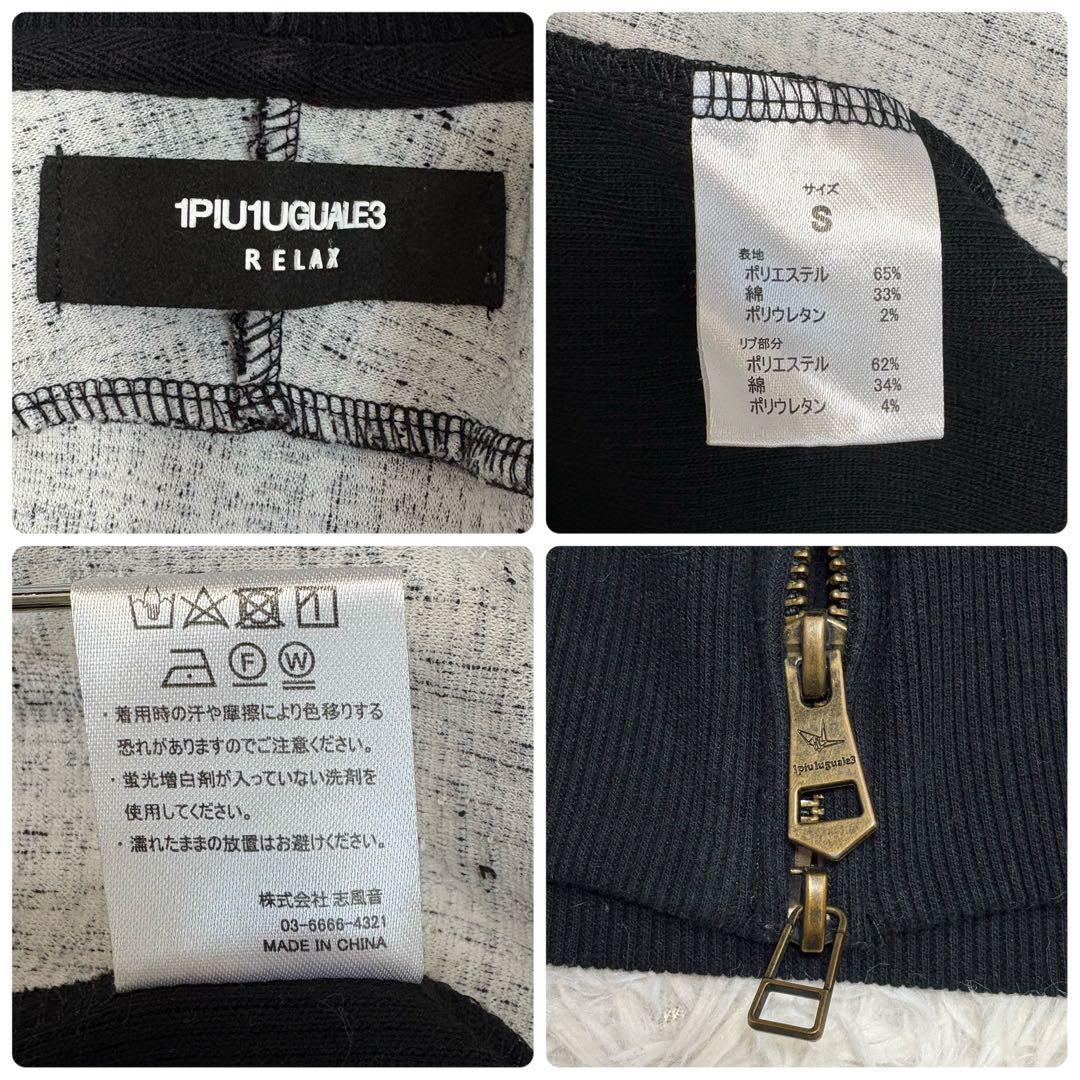 1PIU1UGUALE3
RELAX
サイズ
S
表地
ポリエステル 65%
綿 33%
ポリウレタン 2%
リブ部分
ポリエステル 62%
綿 34%
ポリウレタン 4%
F W
・着用時の汗や摩擦により色移りする
恐れがありますのでご注意ください。
・蛍光増白剤が入っていない洗剤を
使用してください。
・濡れたままの放置はお避けください。
株式会社 志風音
03-6666-4321
MADE IN CHINA
1piu1uguale3